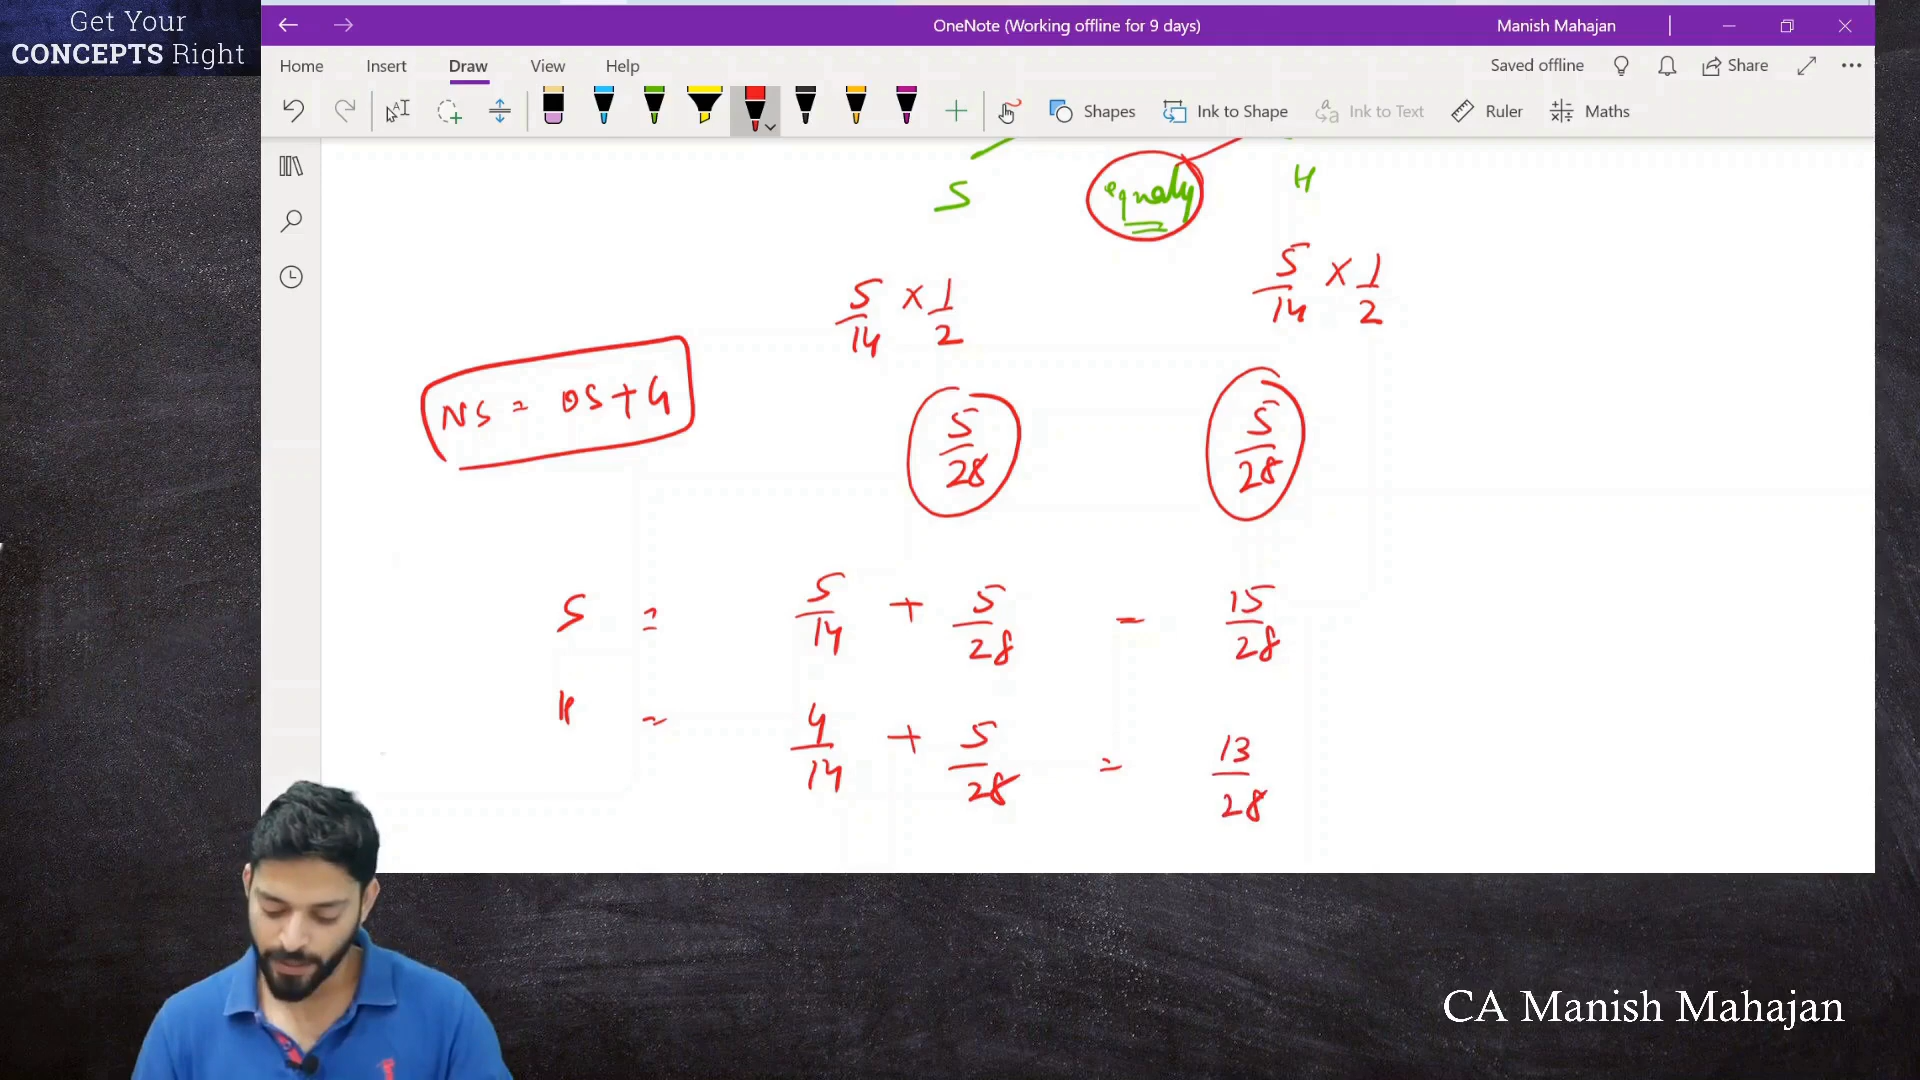 Get Your
CONCEPTS Right
OneNote (Working offline for 9 days)
Manish Mahajan
Home Insert Draw View Help
Saved offline
Share
Shapes
Ink to Shape
Ink to Text
Ruler
Maths
S equaly H
5/14 × 1/2
5/14 × 1/2
NS = OS + G
5/28
5/28
S = 5/14 + 5/28 = 15/28
H = 4/14 + 5/28 = 13/28
CA Manish Mahajan